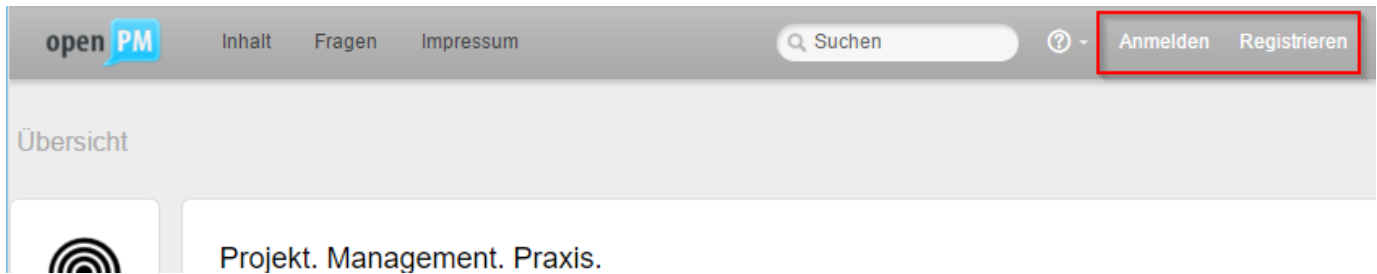 open PM Inhalt Fragen Impressum Suchen ? Anmelden Registrieren
Übersicht
Projekt. Management. Praxis.